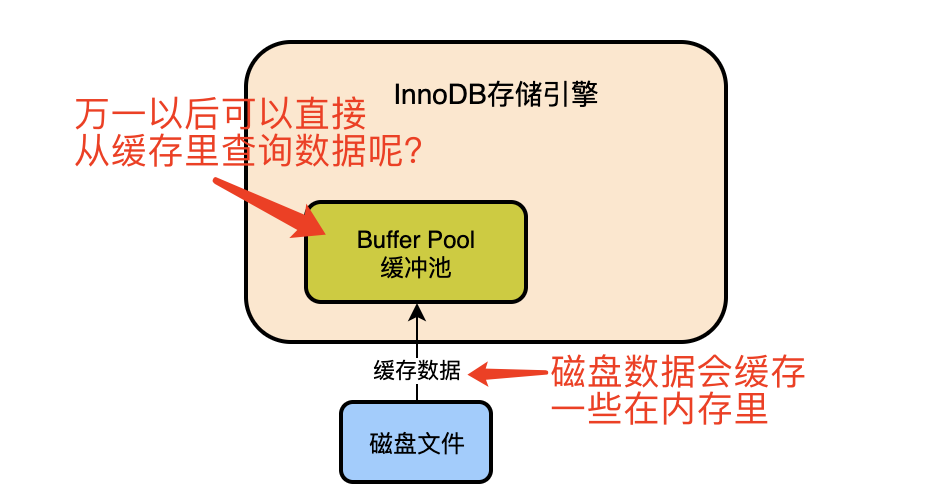 InnoDB存储引擎
万一以后可以直接
从缓存里查询数据呢?
Buffer Pool
缓冲池
缓存数据
磁盘数据会缓存
一些在内存里
磁盘文件